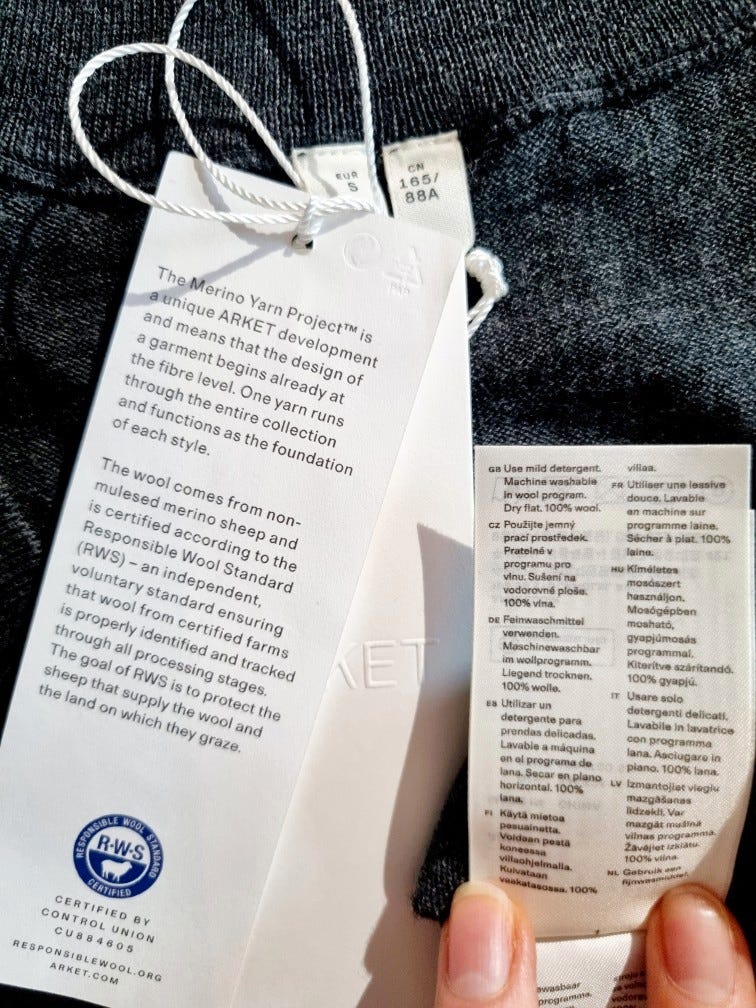 EUR
S
CN
165/
88A
The Merino Yarn Project™ is
a unique ARKET development
and means that the design of
a garment begins already at
the fibre level. One yarn runs
through the entire collection
and functions as the foundation
of each style.
The wool comes from non-
mulesed merino sheep and
is certified according to the
Responsible Wool Standard
(RWS) – an independent,
voluntary standard ensuring
that wool from certified farms
is properly identified and tracked
through all processing stages.
The goal of RWS is to protect the
sheep that supply the wool and
the land on which they graze.
RESPONSIBLE WOOL STANDARD
R·W·S
CERTIFIED
CERTIFIED BY
CONTROL UNION
CU884605
RESPONSIBLEWOOL.ORG
ARKET.COM
KET
GB Use mild detergent.
Machine washable
in wool program.
Dry flat. 100% wool.
CZ Použijte jemný
prací prostředek.
Pratelné v
programu pro
vlnu. Sušení na
vodorovné ploše.
100% vlna.
DE Feinwaschmittel
verwenden.
Maschinewaschbar
im wollprogramm.
Liegend trocknen.
100% wolle.
ES Utilizar un
detergente para
prendas delicadas.
Lavable a máquina
en el programa de
lana. Secar en plano
horizontal. 100%
lana.
FI Käytä mietoa
pesuainetta.
Voidaan pestä
koneessa
villaohjelmalla.
Kuivataan
vaakatasossa. 100%
villaa.
FR Utiliser une lessive
douce. Lavable
en machine sur
programme laine.
Sécher à plat. 100%
laine.
HU Kíméletes
mosószert
használjon.
Mosógépben
mosható,
gyapjúmosás
programmal.
Kiterítve szárítandó.
100% gyapjú.
IT Usare solo
detergenti delicati.
Lavabile in lavatrice
con programma
lana. Asciugare in
piano. 100% lana.
LV Izmantojiet vieglu
mazgāšanas
līdzekli. Var
mazgāt mašīnā
vilnas programmā.
Žāvējiet izklātu.
100% vilna.
NL Gebruik een
fijnwasmiddel.
programma.